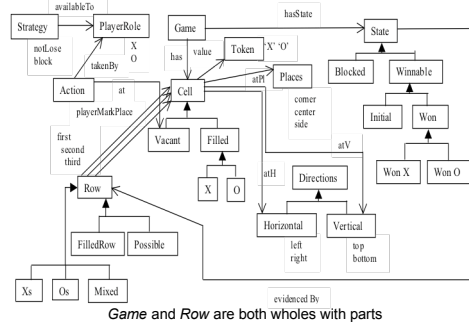 availableTo
Strategy
PlayerRole
Game
hasState
State
notLose
block
X
O
takenBy
has
value
Token
'X' 'O'
Blocked
Winnable
Action
at
Cell
atPl
Places
playerMarkPlace
corner
center
side
Initial
Won
first
second
third
Vacant
Filled
atV
Won X
Won O
Row
X
O
atH
Directions
FilledRow
Possible
Horizontal
Vertical
left
right
top
bottom
Xs
Os
Mixed
evidenced By
Game and Row are both wholes with parts